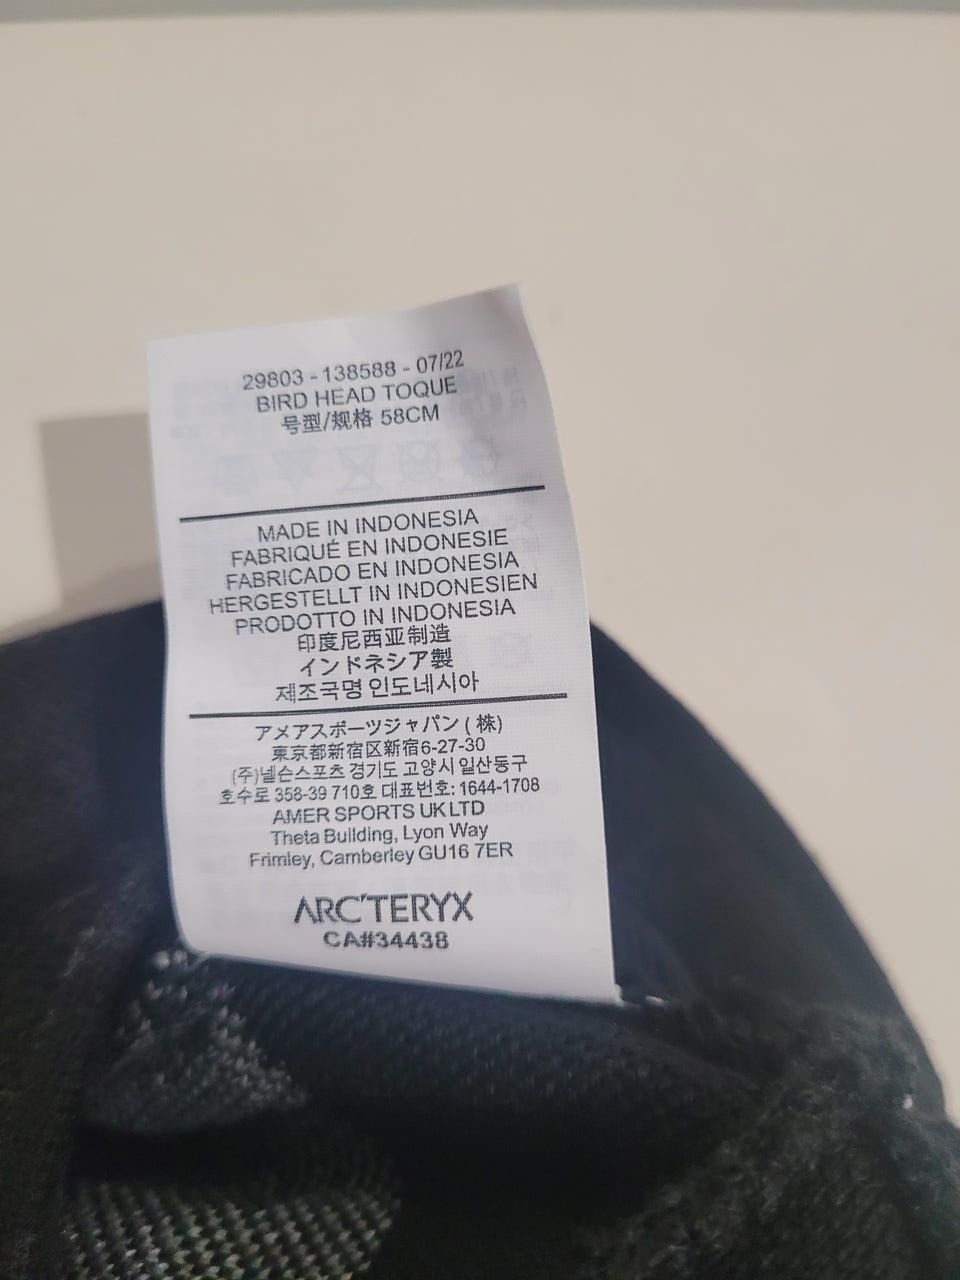 29803 - 138588 - 07/22
BIRD HEAD TOQUE
号型/规格 58CM
MADE IN INDONESIA
FABRIQUÉ EN INDONESIE
FABRICADO EN INDONESIA
HERGESTELLT IN INDONESIEN
PRODOTTO IN INDONESIA
印度尼西亚制造
インドネシア製
제조국명 인도네시아
アメアスポーツジャパン ( 株)
東京都新宿区新宿6-27-30
(주)넬슨스포츠 경기도 고양시 일산동구
호수로 358-39 710호 대표번호: 1644-1708
AMER SPORTS UK LTD
Theta Building, Lyon Way
Frimley, Camberley GU16 7ER
ARC'TERYX
CA#34438